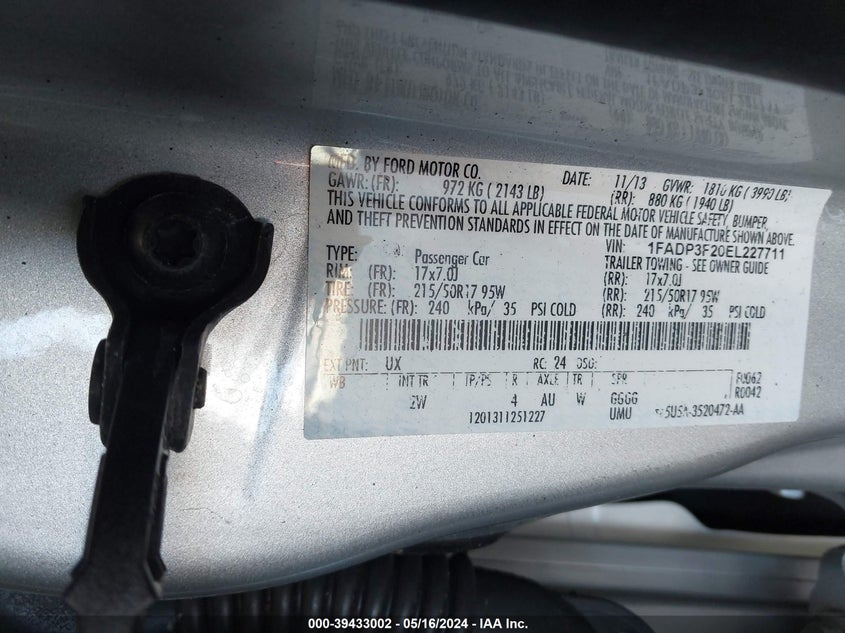 MFD. BY FORD MOTOR CO. DATE: 11/13 GVWR: 1810 KG ( 3990 LB)
GAWR: (FR): 972 KG ( 2143 LB) (RR): 880 KG ( 1940 LB)
THIS VEHICLE CONFORMS TO ALL APPLICABLE FEDERAL MOTOR VEHICLE SAFETY, BUMPER,
AND THEFT PREVENTION STANDARDS IN EFFECT ON THE DATE OF MANUFACTURE SHOWN ABOVE.
VIN: 1FADP3F20EL227711
TYPE: Passenger Car TRAILER TOWING - SEE OWNER GUIDE
RIM: (FR): 17x7.0J (RR): 17x7.0J
TIRE: (FR): 215/50R17 95W (RR): 215/50R17 95W
PRESSURE: (FR): 240 kPa/ 35 PSI COLD (RR): 240 kPa/ 35 PSI COLD
EXT PNT: UX RC: 24 DSO:
WB INT TR TP/PS R AXLE TR SPR F0062
R0042
2W 4 AU W GGGG
1201311251227 UMU 5U5A-3520472-AA
000-39433002 - 05/16/2024 - IAA Inc.